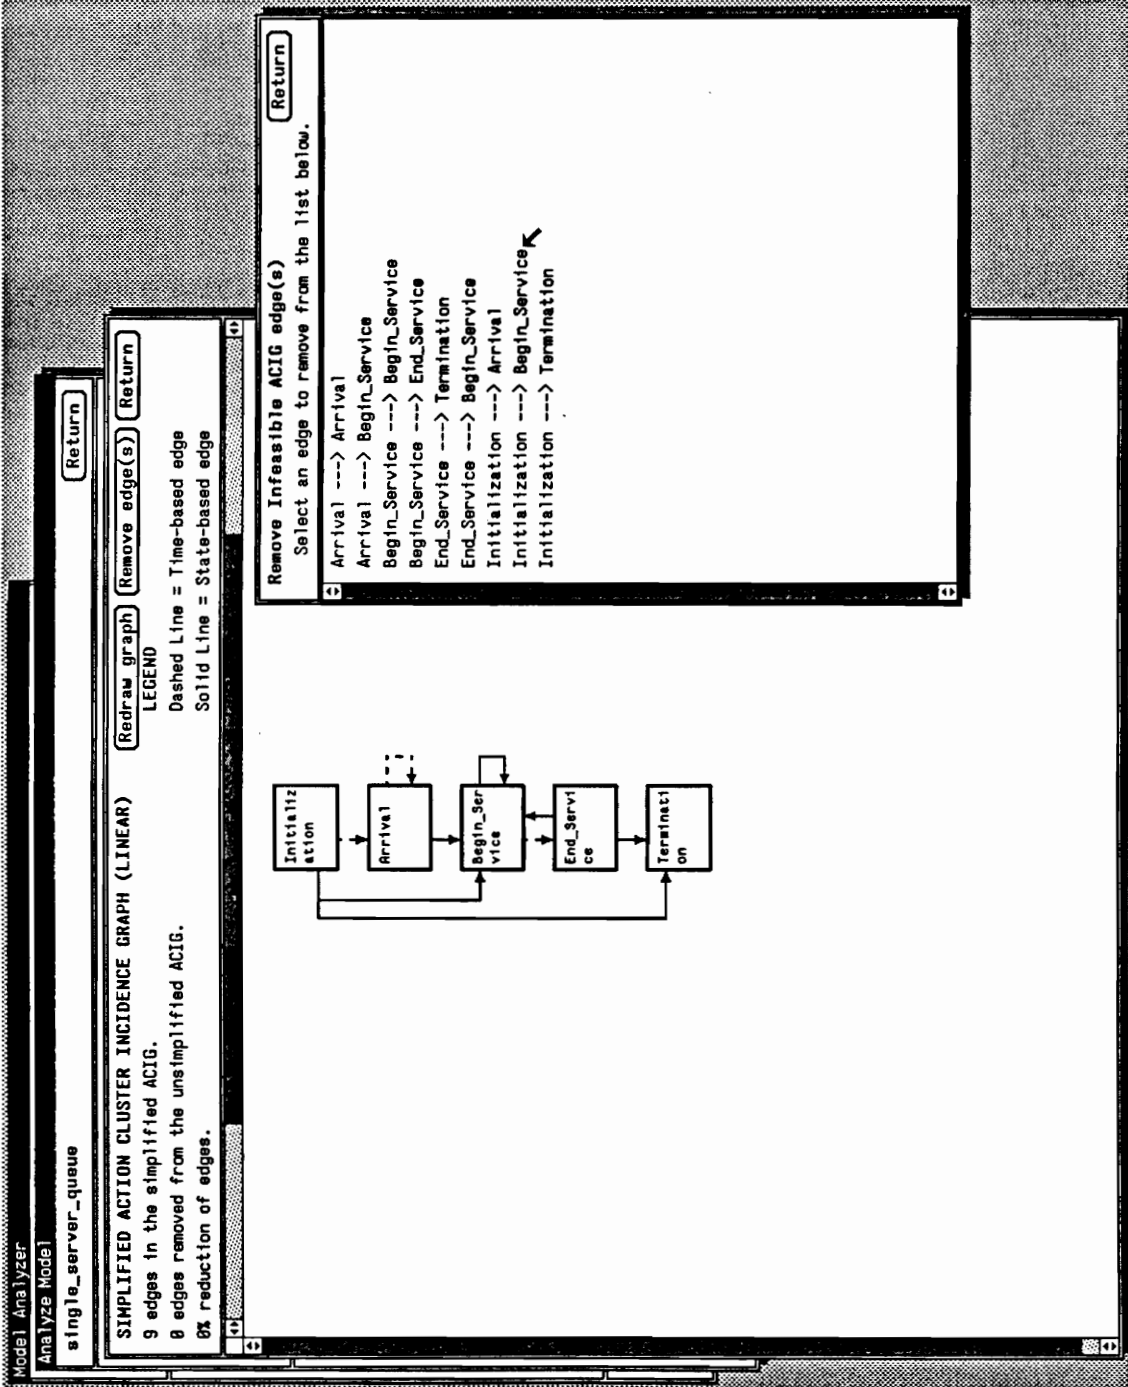 Model Analyzer
Analyze Model
single_server_queue
Return
SIMPLIFIED ACTION CLUSTER INCIDENCE GRAPH (LINEAR)
Redraw graph
Remove edge(s)
Return
9 edges in the simplified ACIG.
LEGEND
0 edges removed from the unsimplified ACIG.
Dashed Line = Time-based edge
0% reduction of edges.
Solid Line = State-based edge
Initializ
ation
Arrival
Begin_Ser
vice
End_Servi
ce
Terminati
on
Remove Infeasible ACIG edge(s)
Return
Select an edge to remove from the list below.
Arrival ---> Arrival
Arrival ---> Begin_Service
Begin_Service ---> Begin_Service
Begin_Service ---> End_Service
End_Service ---> Termination
End_Service ---> Begin_Service
Initialization ---> Arrival
Initialization ---> Begin_Service
Initialization ---> Termination